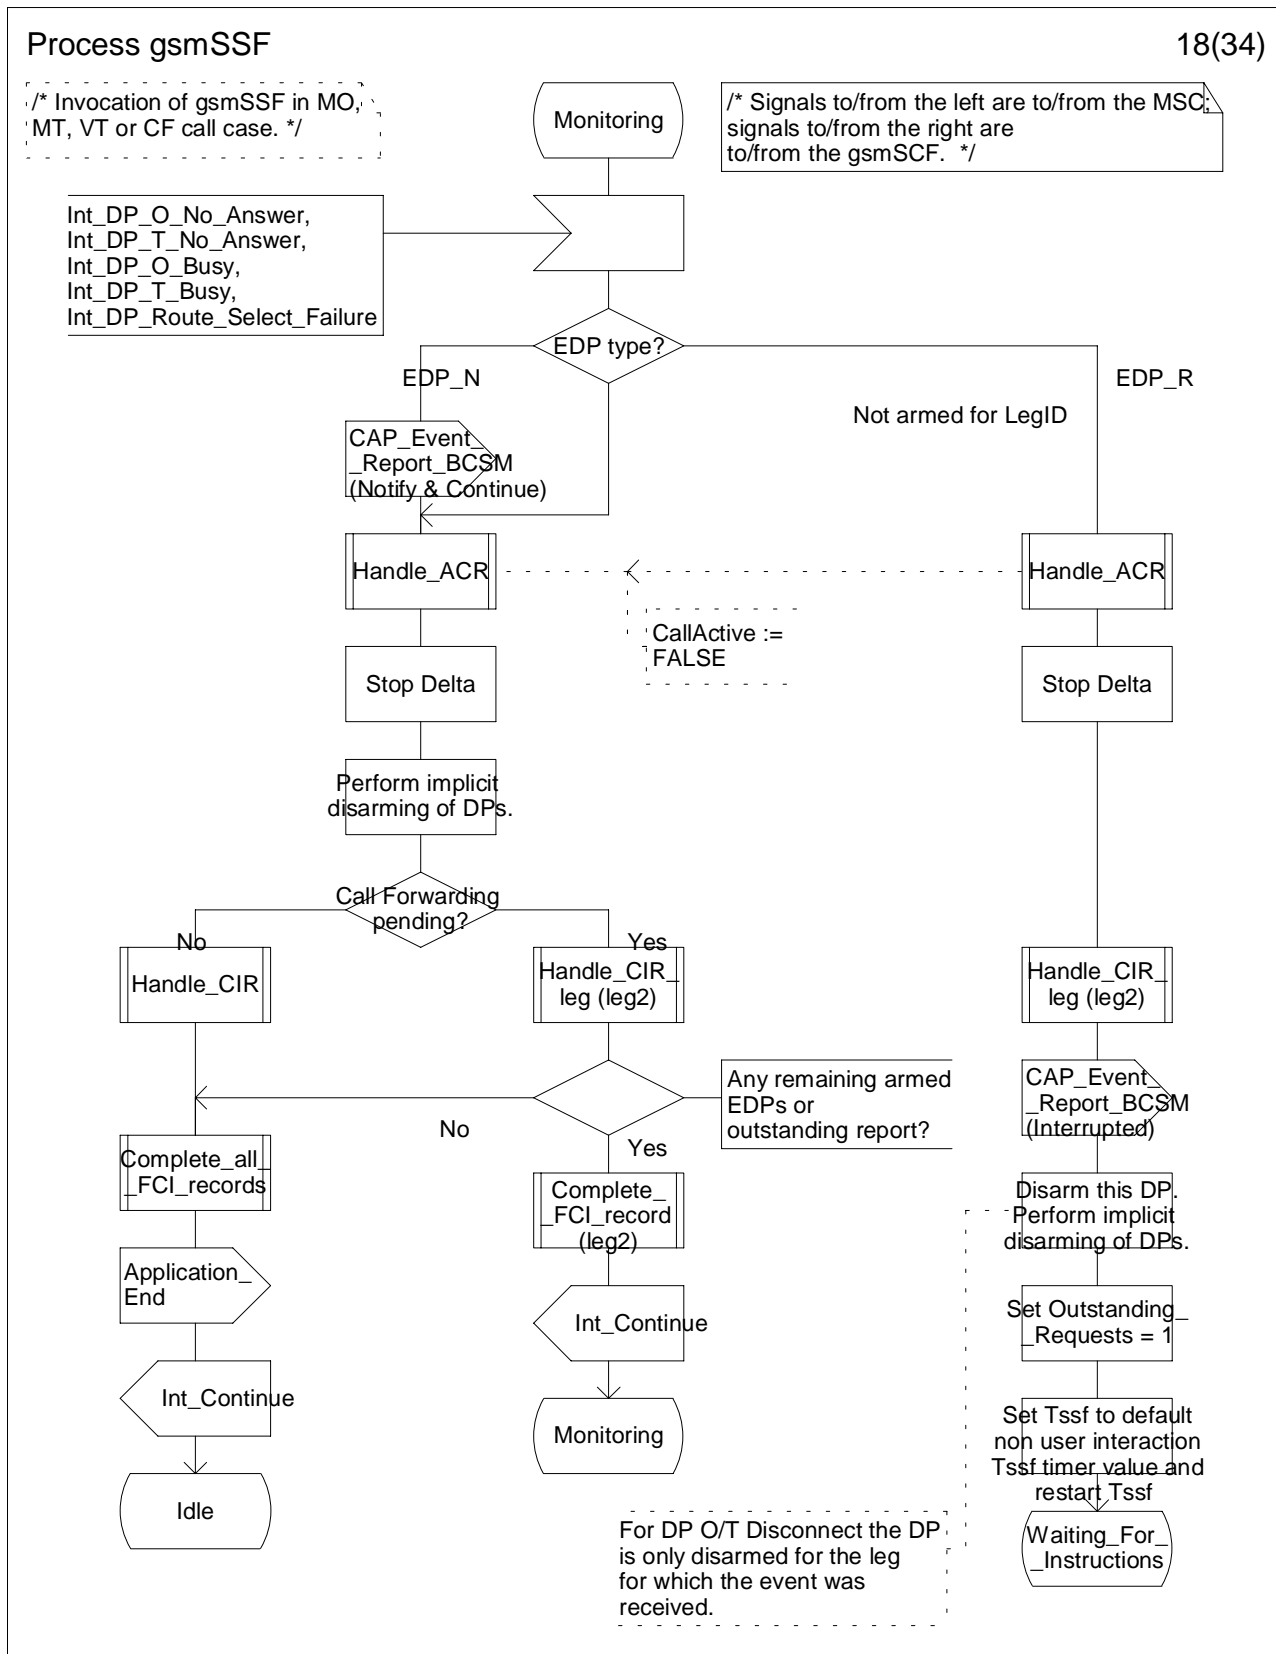 Process gsmSSF
18(34)
/* Invocation of gsmSSF in MO,
MT, VT or CF call case. */
Monitoring
/* Signals to/from the left are to/from the MSC;
signals to/from the right are
to/from the gsmSCF.  */
Int_DP_O_No_Answer,
Int_DP_T_No_Answer,
Int_DP_O_Busy,
Int_DP_T_Busy,
Int_DP_Route_Select_Failure
EDP type?
EDP_N
EDP_R
Not armed for LegID
CAP_Event_
_Report_BCSM
(Notify & Continue)
Handle_ACR
Handle_ACR
CallActive :=
FALSE
Stop Delta
Stop Delta
Perform implicit
disarming of DPs.
Call Forwarding
pending?
No
Yes
Handle_CIR
Handle_CIR_
leg (leg2)
Handle_CIR_
leg (leg2)
Any remaining armed
EDPs or
outstanding report?
CAP_Event_
_Report_BCSM
(Interrupted)
No
Yes
Complete_all_
_FCI_records
Complete_
_FCI_record
(leg2)
Disarm this DP.
Perform implicit
disarming of DPs.
Application_
End
Int_Continue
Set Outstanding_
_Requests = 1
Int_Continue
Monitoring
Set Tssf to default
non user interaction
Tssf timer value and
restart Tssf
Idle
For DP O/T Disconnect the DP
is only disarmed for the leg
for which the event was
received.
Waiting_For_
_Instructions